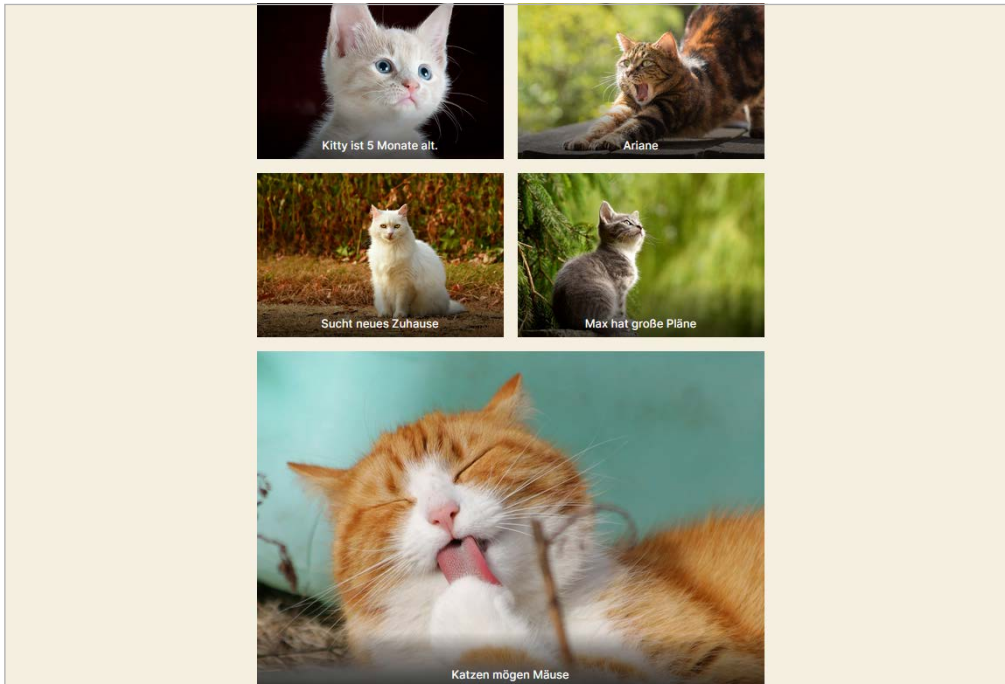 Kitty ist 5 Monate alt.
Ariane
Sucht neues Zuhause
Max hat große Pläne
Katzen mögen Mäuse